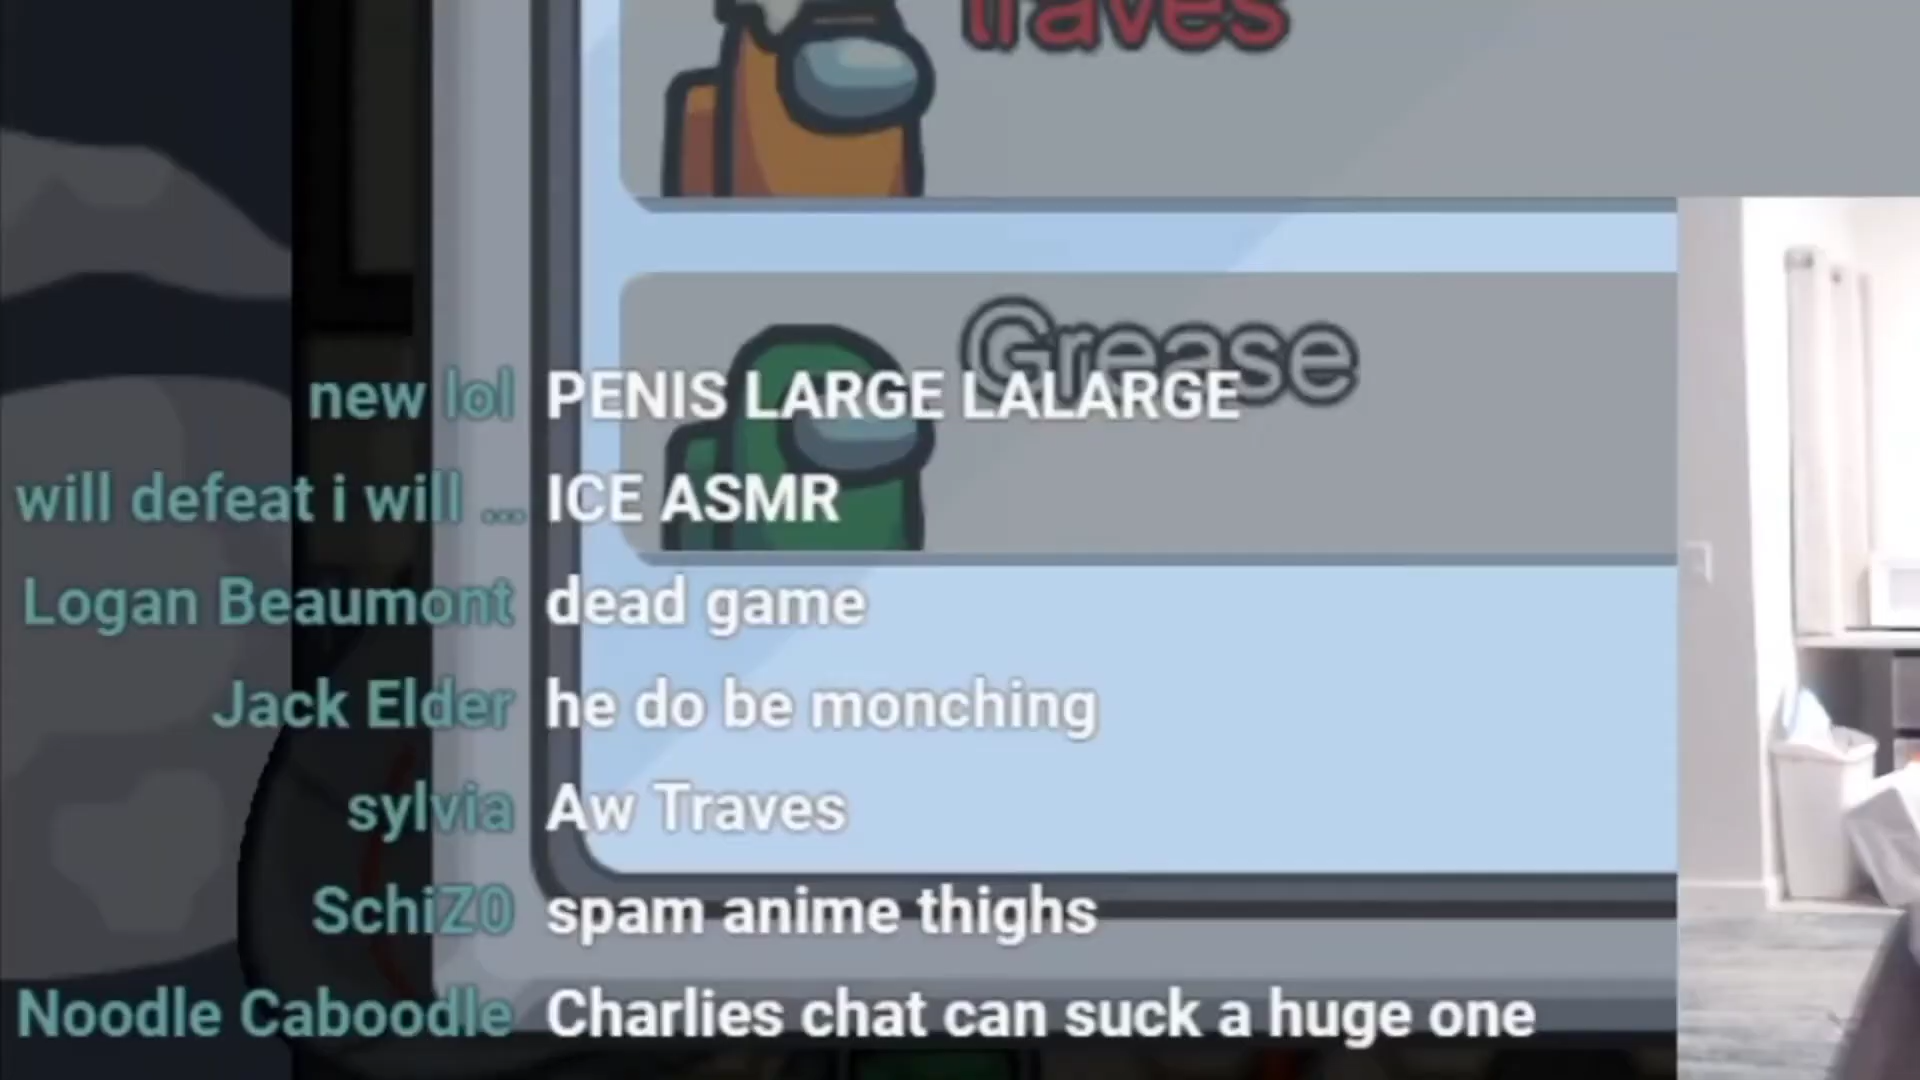 traves
Grease
new lol PENIS LARGE LALARGE
will defeat i will ... ICE ASMR
Logan Beaumont dead game
Jack Elder he do be monching
sylvia Aw Traves
SchiZ0 spam anime thighs
Noodle Caboodle Charlies chat can suck a huge one